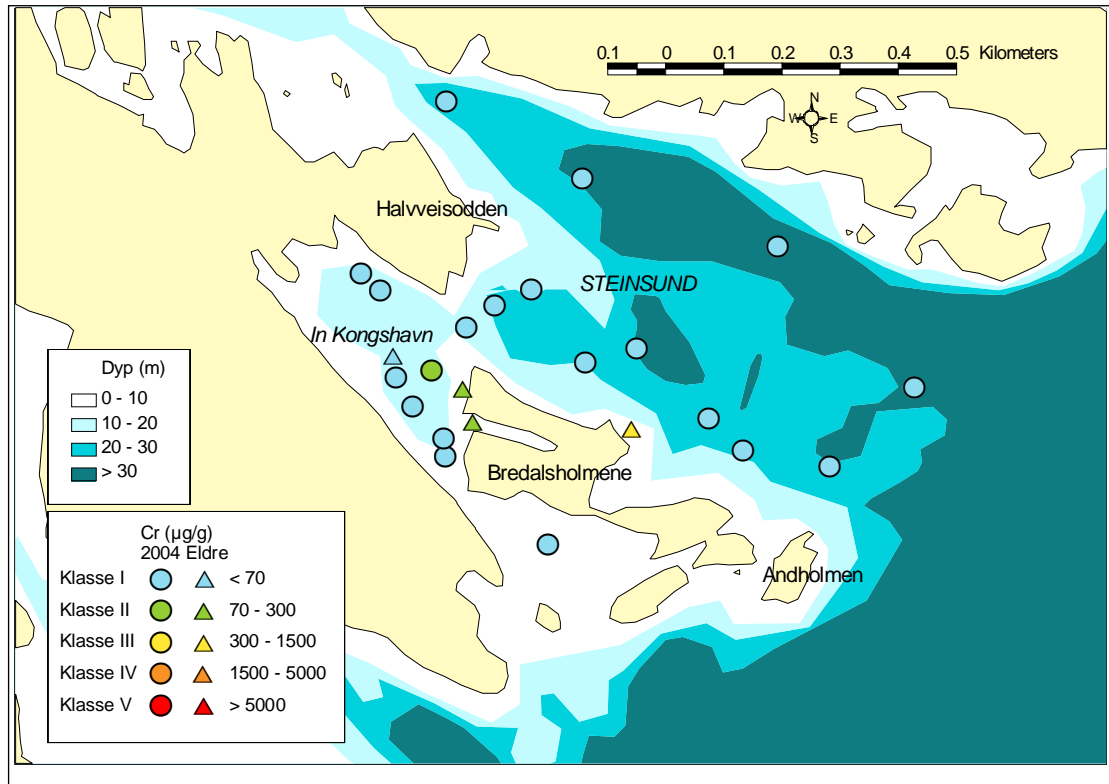 0.1 0 0.1 0.2 0.3 0.4 0.5 Kilometers
N
W E
S
Halvveisodden
STEINSUND
In Kongshavn
Bredalsholmene
Andholmen
Dyp (m)
0 - 10
10 - 20
20 - 30
> 30
Cr (µg/g)
2004 Eldre
Klasse I < 70
Klasse II 70 - 300
Klasse III 300 - 1500
Klasse IV 1500 - 5000
Klasse V > 5000